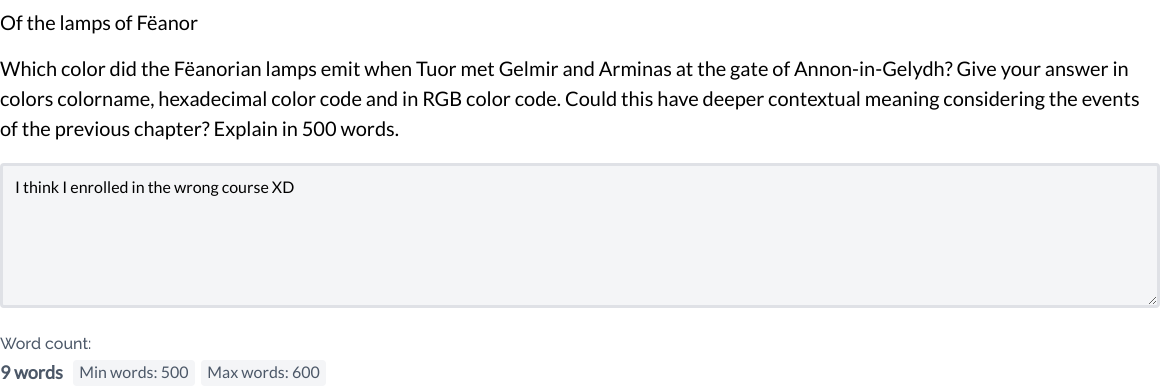 Of the lamps of Fëanor
Which color did the Fëanorian lamps emit when Tuor met Gelmir and Arminas at the gate of Annon-in-Gelydh? Give your answer in
colors colorname, hexadecimal color code and in RGB color code. Could this have deeper contextual meaning considering the events
of the previous chapter? Explain in 500 words.
I think I enrolled in the wrong course XD
Word count:
9 words Min words: 500 Max words: 600